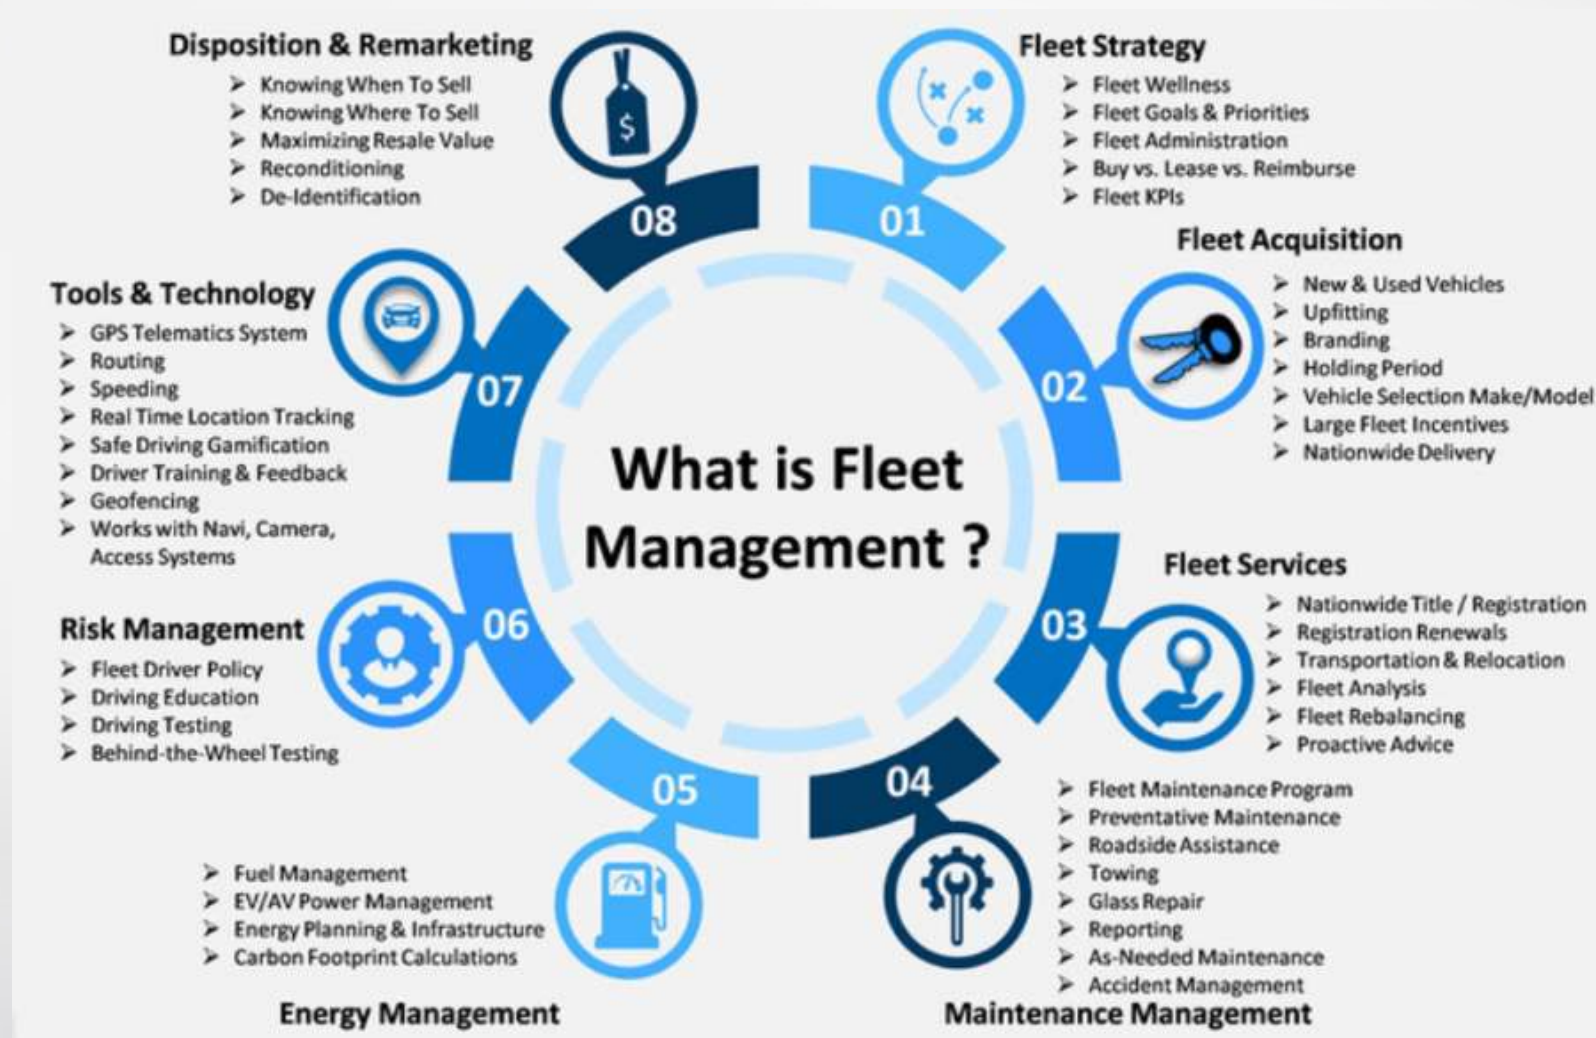 What is Fleet
Management ?
01
Fleet Strategy
➢ Fleet Wellness
➢ Fleet Goals & Priorities
➢ Fleet Administration
➢ Buy vs. Lease vs. Reimburse
➢ Fleet KPIs
02
Fleet Acquisition
➢ New & Used Vehicles
➢ Upfitting
➢ Branding
➢ Holding Period
➢ Vehicle Selection Make/Model
➢ Large Fleet Incentives
➢ Nationwide Delivery
03
Fleet Services
➢ Nationwide Title / Registration
➢ Registration Renewals
➢ Transportation & Relocation
➢ Fleet Analysis
➢ Fleet Rebalancing
➢ Proactive Advice
04
➢ Fleet Maintenance Program
➢ Preventative Maintenance
➢ Roadside Assistance
➢ Towing
➢ Glass Repair
➢ Reporting
➢ As-Needed Maintenance
➢ Accident Management
Maintenance Management
05
➢ Fuel Management
➢ EV/AV Power Management
➢ Energy Planning & Infrastructure
➢ Carbon Footprint Calculations
Energy Management
06
Risk Management
➢ Fleet Driver Policy
➢ Driving Education
➢ Driving Testing
➢ Behind-the-Wheel Testing
07
Tools & Technology
➢ GPS Telematics System
➢ Routing
➢ Speeding
➢ Real Time Location Tracking
➢ Safe Driving Gamification
➢ Driver Training & Feedback
➢ Geofencing
➢ Works with Navi, Camera,
Access Systems
08
Disposition & Remarketing
➢ Knowing When To Sell
➢ Knowing Where To Sell
➢ Maximizing Resale Value
➢ Reconditioning
➢ De-Identification
$